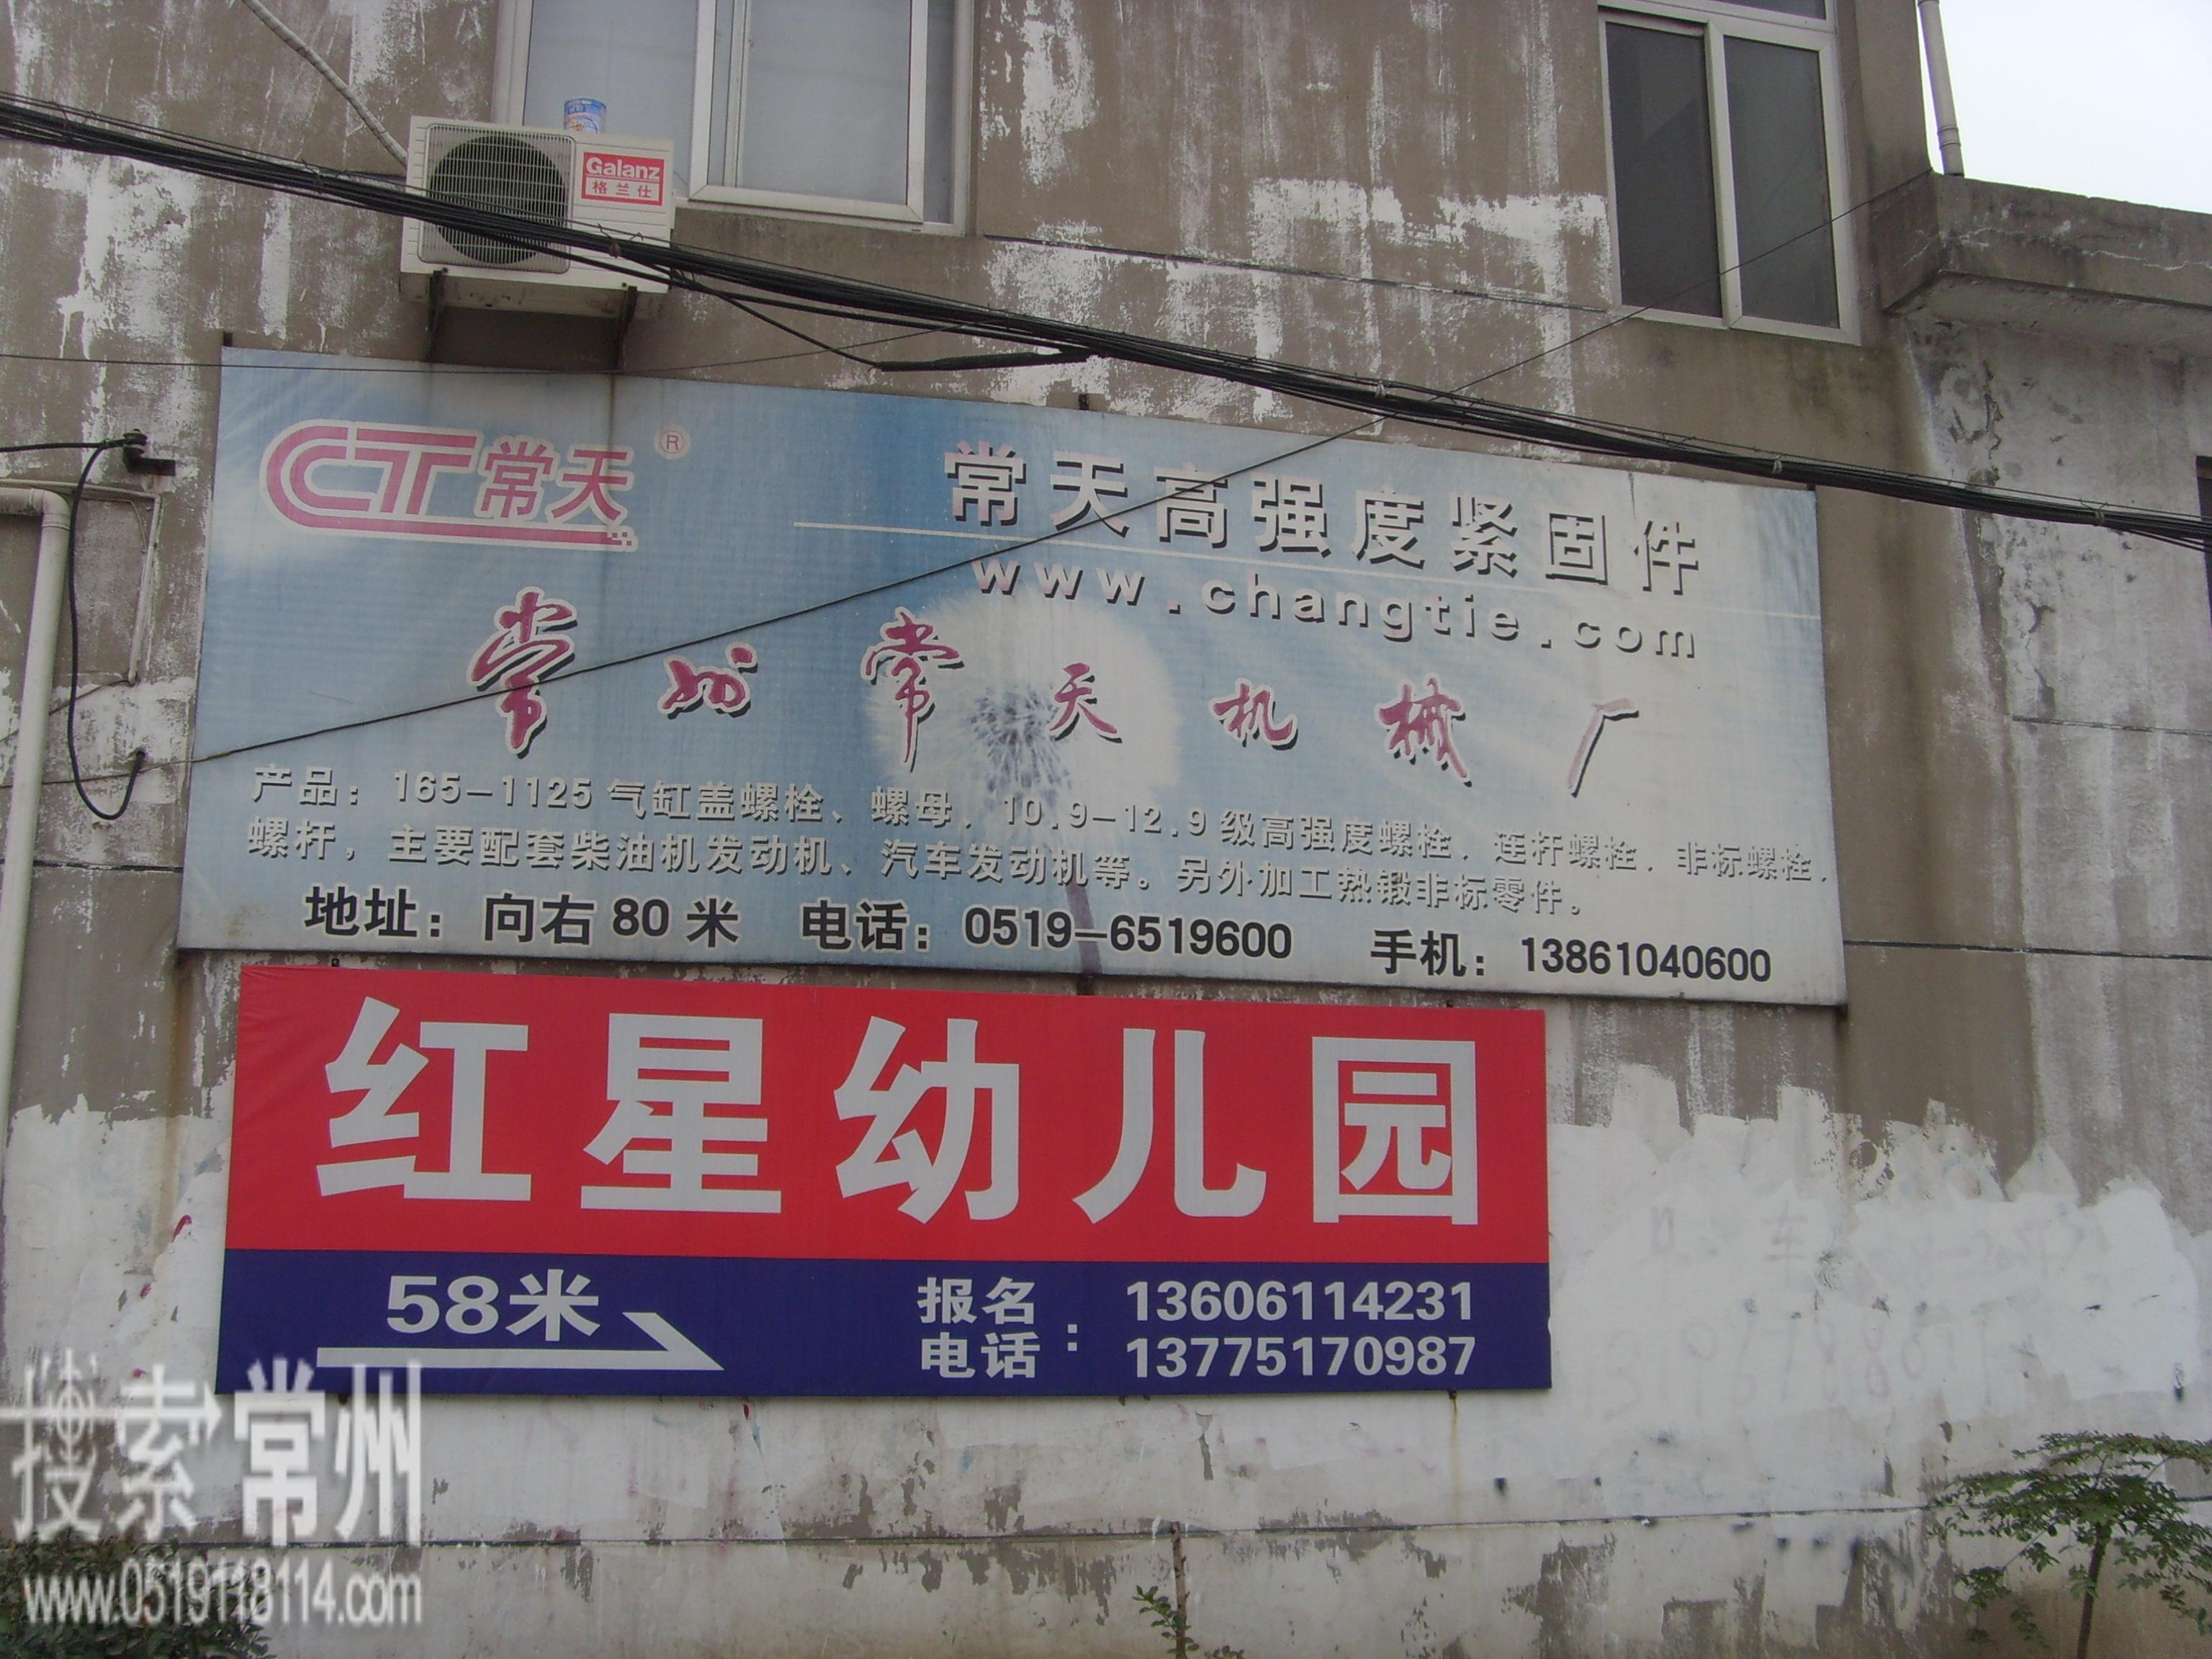 Galanz
格兰仕
CT 常天 ®
常天高强度紧固件
www.changtie.com
常州常天机械厂
产品：165-1125气缸盖螺栓、螺母，10.9-12.9级高强度螺栓、连杆螺栓、非标螺栓、
螺杆，主要配套柴油机发动机、汽车发动机等。另外加工热锻非标零件。
地址：向右80米 电话：0519-6519600 手机：13861040600
红星幼儿园
58米
报名电话：
13606114231
13775170987
搜索常州
www.0519118114.com